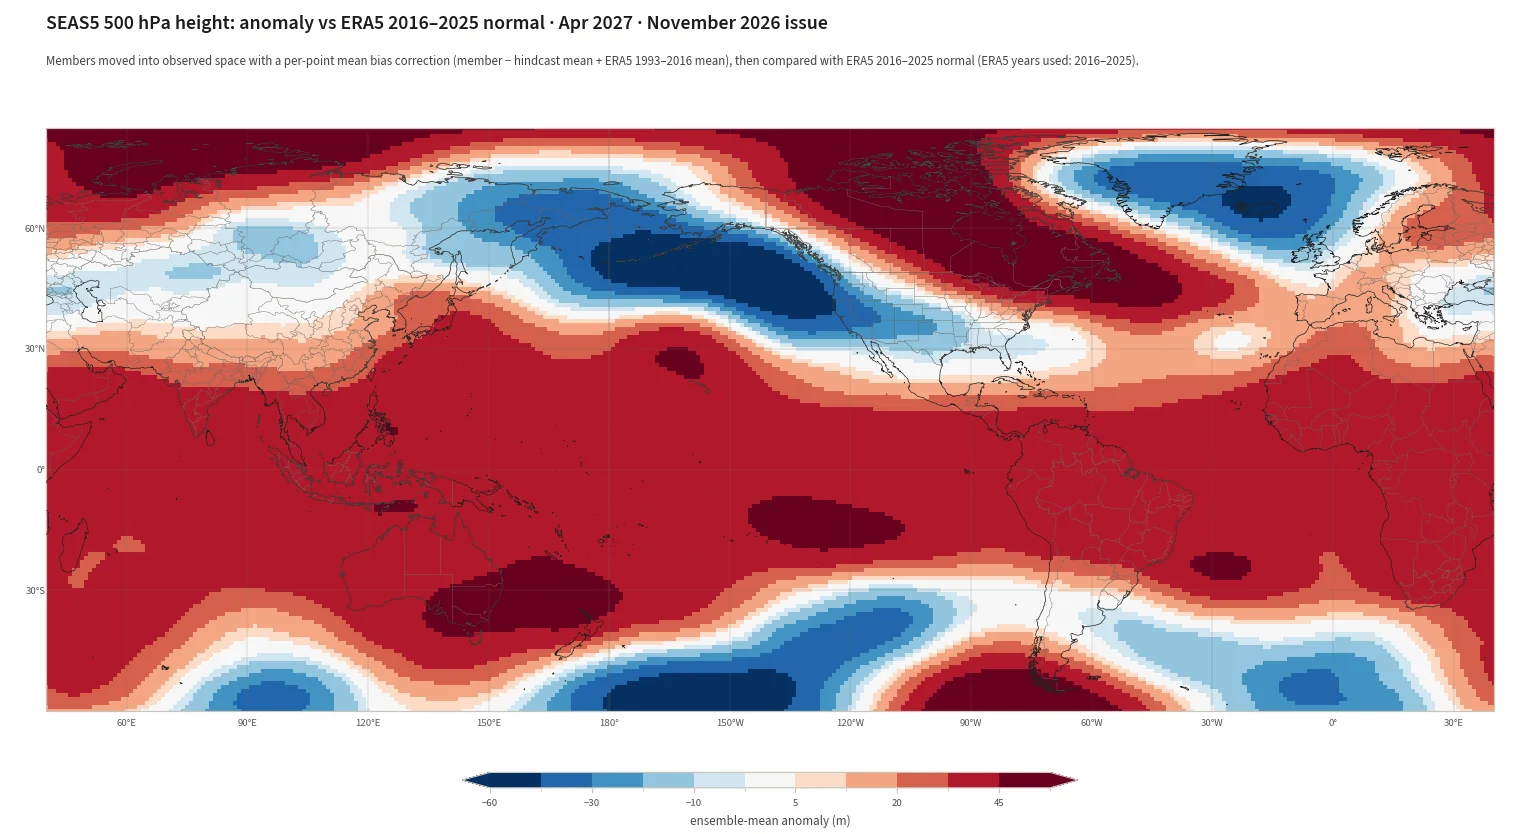 SEAS5 500 hPa height: anomaly vs ERA5 2016–2025 normal · Apr 2027 · November 2026 issue
Members moved into observed space with a per-point mean bias correction (member − hindcast mean + ERA5 1993–2016 mean), then compared with ERA5 2016–2025 normal (ERA5 years used: 2016–2025).
60°N
30°N
0°
30°S
60°E 90°E 120°E 150°E 180° 150°W 120°W 90°W 60°W 30°W 0° 30°E
−60 −30 −10 5 20 45
ensemble-mean anomaly (m)